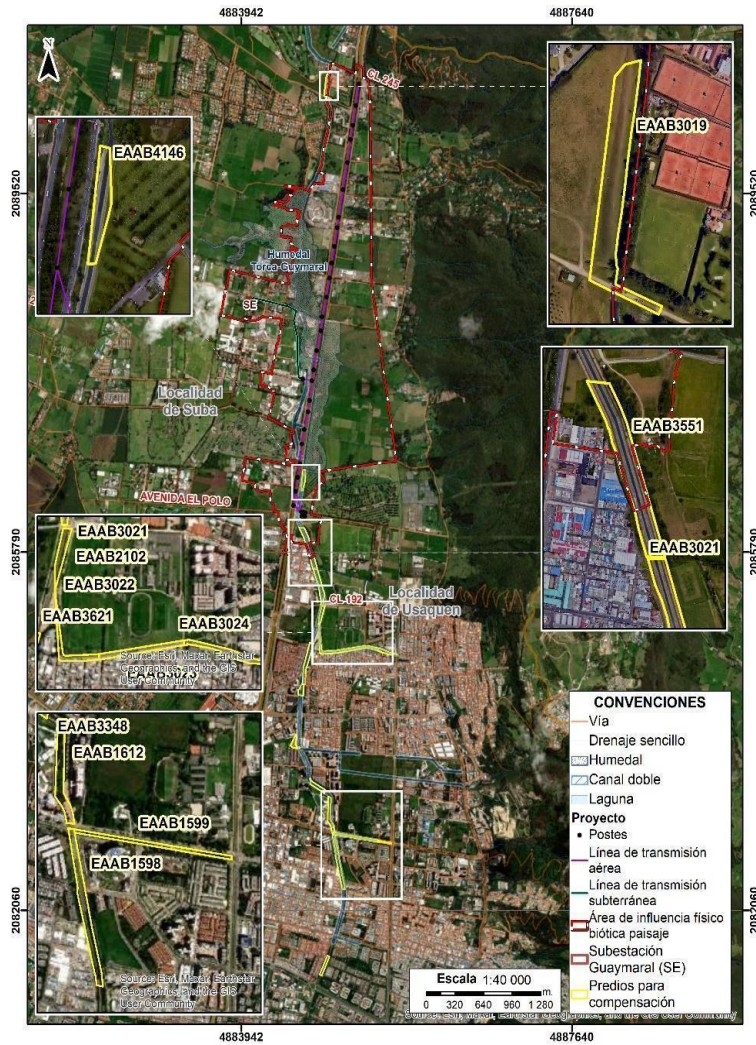 4883942
4887640
N
CL 245
EAAB3019
EAAB4146
2089520
2089520
Humedal
Torca-Guymaral
SE
Localidad
de Suba
EAAB3551
EAAB3021
AVENIDA EL POLO
2085790
2085790
EAAB3021
EAAB2102
EAAB3022
EAAB3621
EAAB3024
EAAB3023
Source: Esri, Maxar, Earthstar
Geographics, and the GIS
User Community
CL 192
Localidad
de Usaquen
EAAB3348
EAAB1612
EAAB1599
EAAB1598
Source: Esri, Maxar, Earthstar
Geographics, and the GIS
User Community
CONVENCIONES
Vía
Drenaje sencillo
Humedal
Canal doble
Laguna
Proyecto
Postes
Línea de transmisión
aérea
Línea de transmisión
subterránea
Área de influencia físico
biótica paisaje
Subestación
Guaymaral (SE)
Predios para
compensación
2082060
2082060
Escala 1:40 000
m.
0 320 640 960 1.280
Source: Esri, Maxar, Earthstar Geographics, and the GIS User Community
4883942
4887640